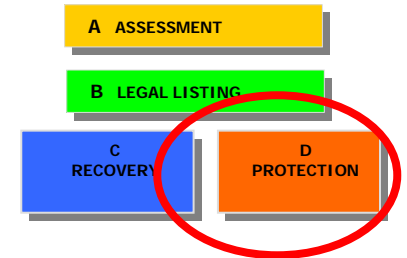 A ASSESSMENT
B LEGAL LISTING
C
RECOVERY
D
PROTECTION